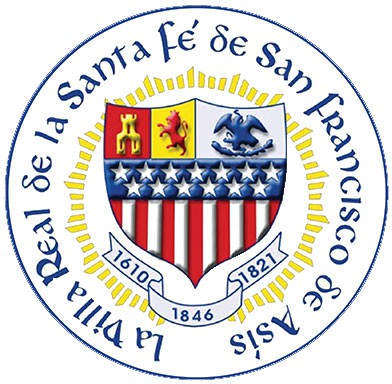 La Villa Real de la Santa Fé de San Francisco de Asís
1610
1846
1821